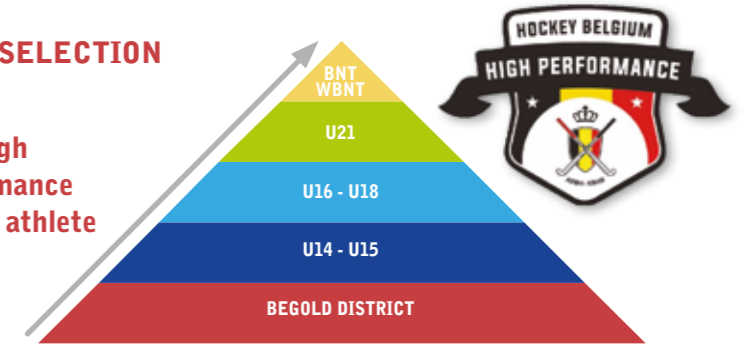 SELECTION
gh
mance
athlete
BNT
WBNT
U21
U16 - U18
U14 - U15
BEGOLD DISTRICT
HOCKEY BELGIUM
HIGH PERFORMANCE